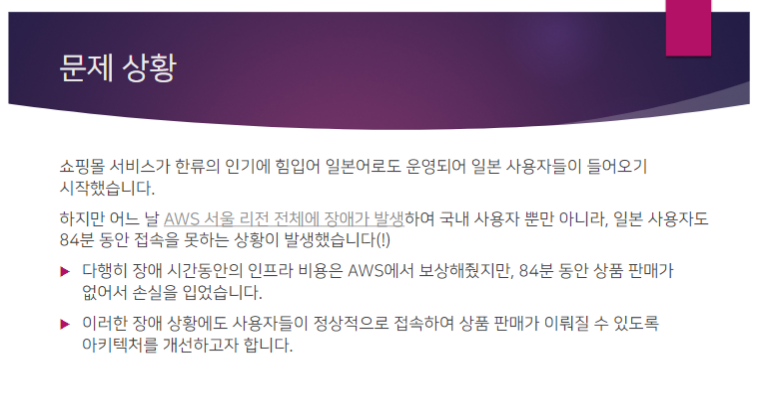 문제 상황
쇼핑몰 서비스가 한류의 인기에 힘입어 일본어로도 운영되어 일본 사용자들이 들어오기
시작했습니다.
하지만 어느 날 AWS 서울 리전 전체에 장애가 발생하여 국내 사용자 뿐만 아니라, 일본 사용자도
84분 동안 접속을 못하는 상황이 발생했습니다(!)
▶ 다행히 장애 시간동안의 인프라 비용은 AWS에서 보상해줬지만, 84분 동안 상품 판매가
없어서 손실을 입었습니다.
▶ 이러한 장애 상황에도 사용자들이 정상적으로 접속하여 상품 판매가 이뤄질 수 있도록
아키텍처를 개선하고자 합니다.